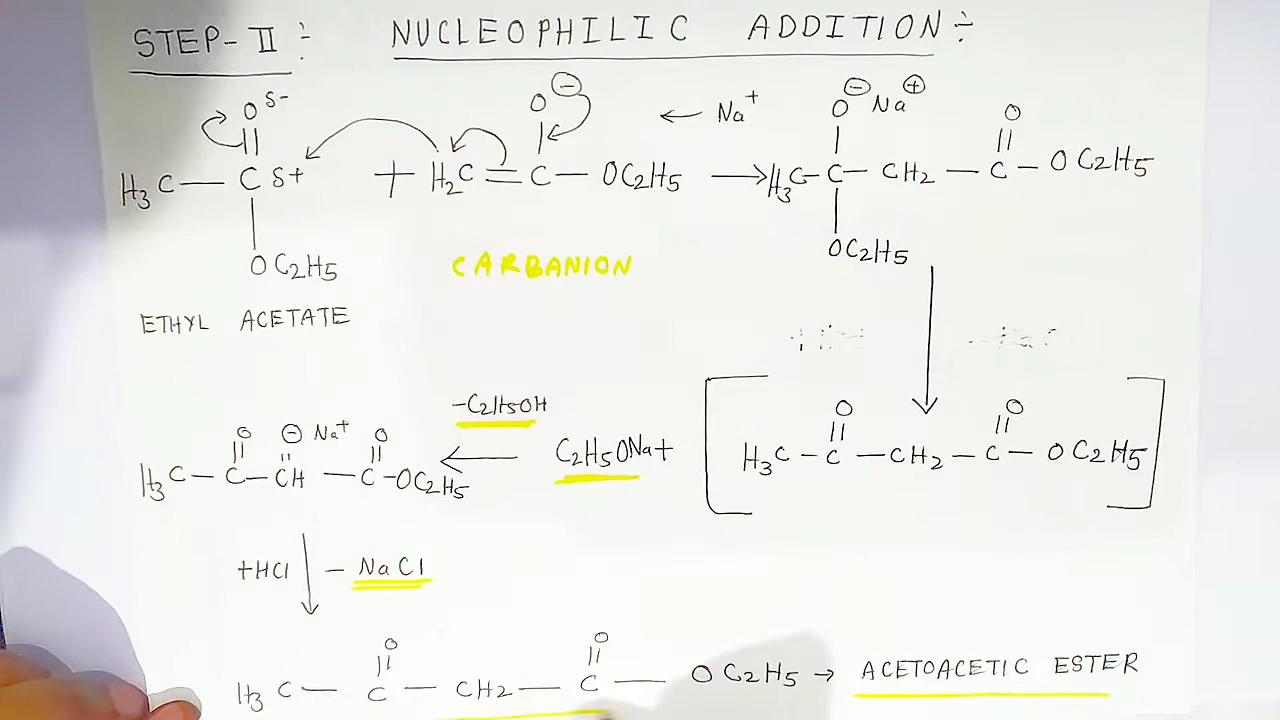 STEP-II :- NUCLEOPHILIC ADDITION :-
O δ- O ⊖ ← Na+ O ⊖ Na ⊕ O
H3C — C δ+ + H2C = C — OC2H5 → H3C — C — CH2 — C — OC2H5
OC2H5 OC2H5
CARBANION
ETHYL ACETATE
-C2H5OH
O ⊖ Na+ O O O
H3C — C — CH — C — OC2H5 ← C2H5ONa + [ H3C — C — CH2 — C — OC2H5 ]
+HCl — NaCl
O O
H3C — C — CH2 — C — OC2H5 → ACETOACETIC ESTER